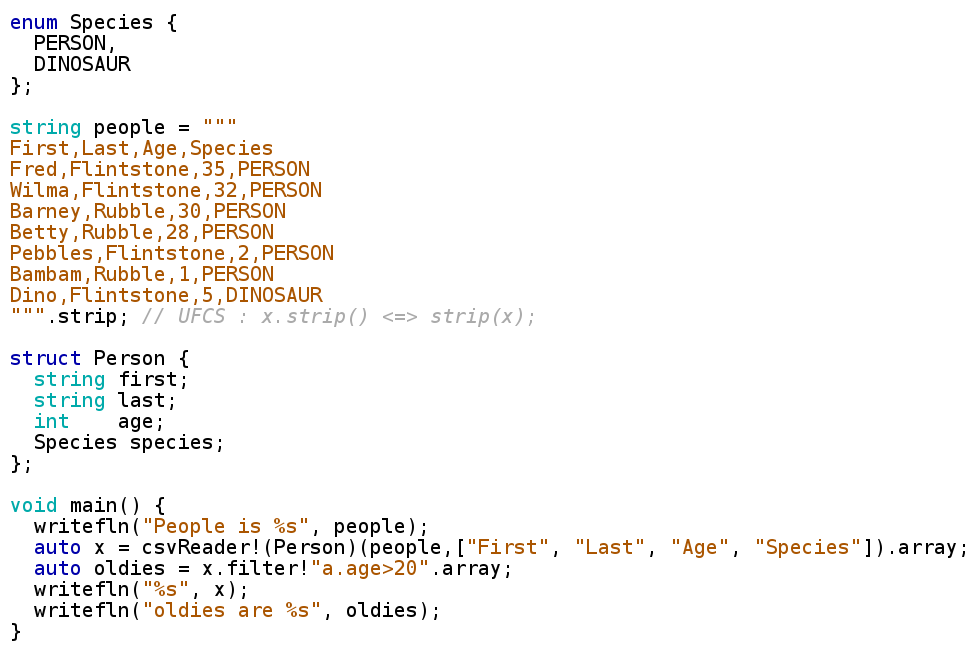 enum Species {
  PERSON,
  DINOSAUR
};

string people = """
First,Last,Age,Species
Fred,Flintstone,35,PERSON
Wilma,Flintstone,32,PERSON
Barney,Rubble,30,PERSON
Betty,Rubble,28,PERSON
Pebbles,Flintstone,2,PERSON
Bambam,Rubble,1,PERSON
Dino,Flintstone,5,DINOSAUR
""".strip; // UFCS : x.strip() <=> strip(x);

struct Person {
  string first;
  string last;
  int    age;
  Species species;
};

void main() {
  writefln("People is %s", people);
  auto x = csvReader!(Person)(people,["First", "Last", "Age", "Species"]).array;
  auto oldies = x.filter!"a.age>20".array;
  writefln("%s", x);
  writefln("oldies are %s", oldies);
}